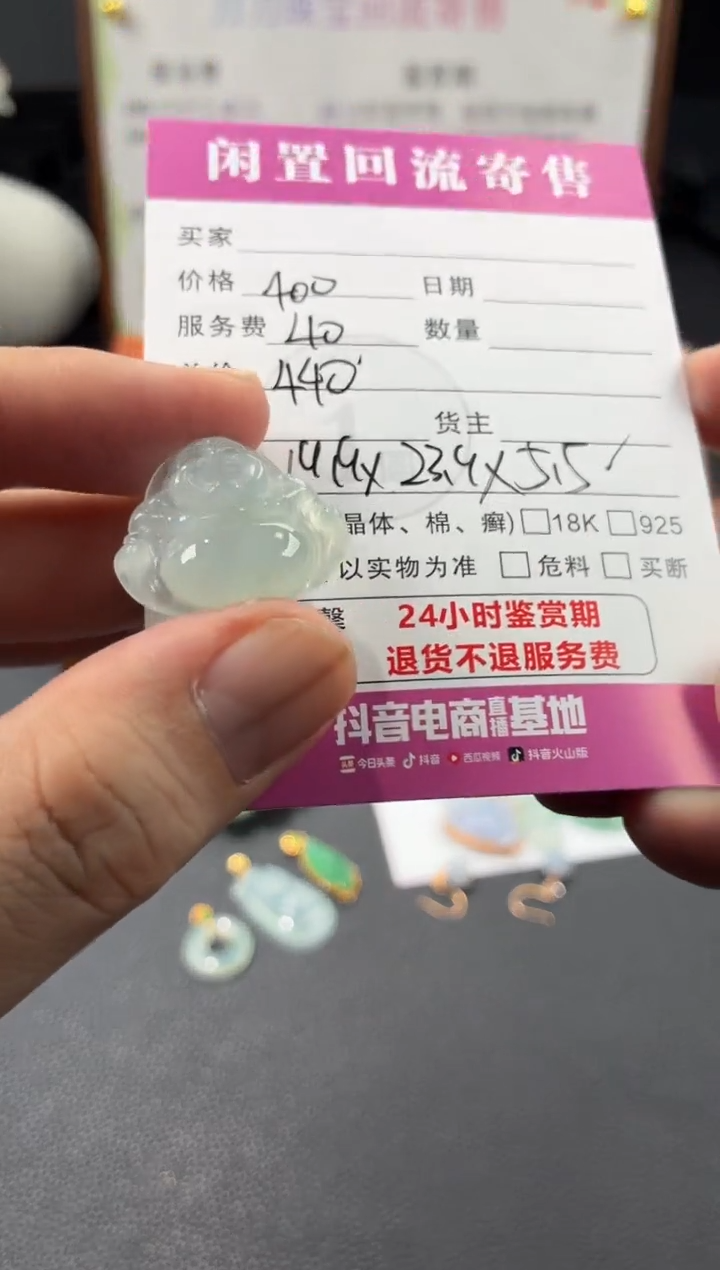 闲置回流寄售
买家
价格 400 日期
服务费 40 数量
440
货主
x 23.4 x 5.5
晶体、棉、癣) 18K 925
以实物为准 危料 买断
24小时鉴赏期
退货不退服务费
抖音电商直播基地
今日头条 抖音 西瓜视频 抖音火山版